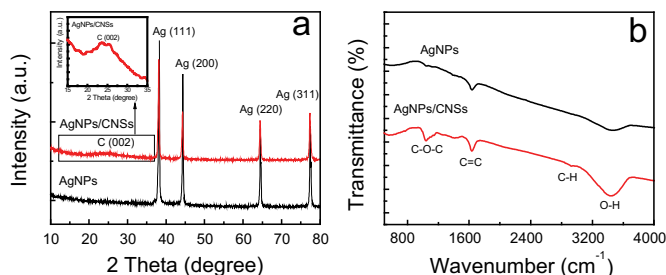 a
AgNPs/CNSs
C (002)
Intensity (a.u.)
15 20 25 30 35
2 Theta (degree)
Ag (111)
Ag (200)
Ag (220)
Ag (311)
AgNPs/CNSs
C (002)
AgNPs
Intensity (a.u.)
10 20 30 40 50 60 70 80
2 Theta (degree)
b
AgNPs
AgNPs/CNSs
C-O-C
C=C
C-H
O-H
Transmittance (%)
800 1600 2400 3200 4000
Wavenumber (cm-1)